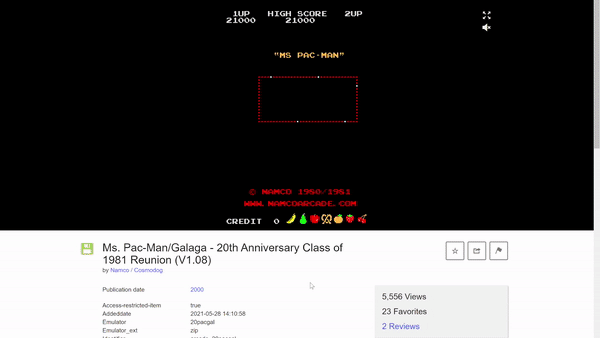 1UP HIGH SCORE 2UP
21000 21000
"MS PAC-MAN"
© NAMCO 1980/1981
WWW.NAMCOARCADE.COM
CREDIT 0
Ms. Pac-Man/Galaga - 20th Anniversary Class of
1981 Reunion (V1.08)
by Namco / Cosmodog.
Publication date 2000
Access-restricted-item true
Addeddate 2021-05-28 14:10:58
Emulator 20pacgal
Emulator_ext zip
5,556 Views
23 Favorites
2 Reviews